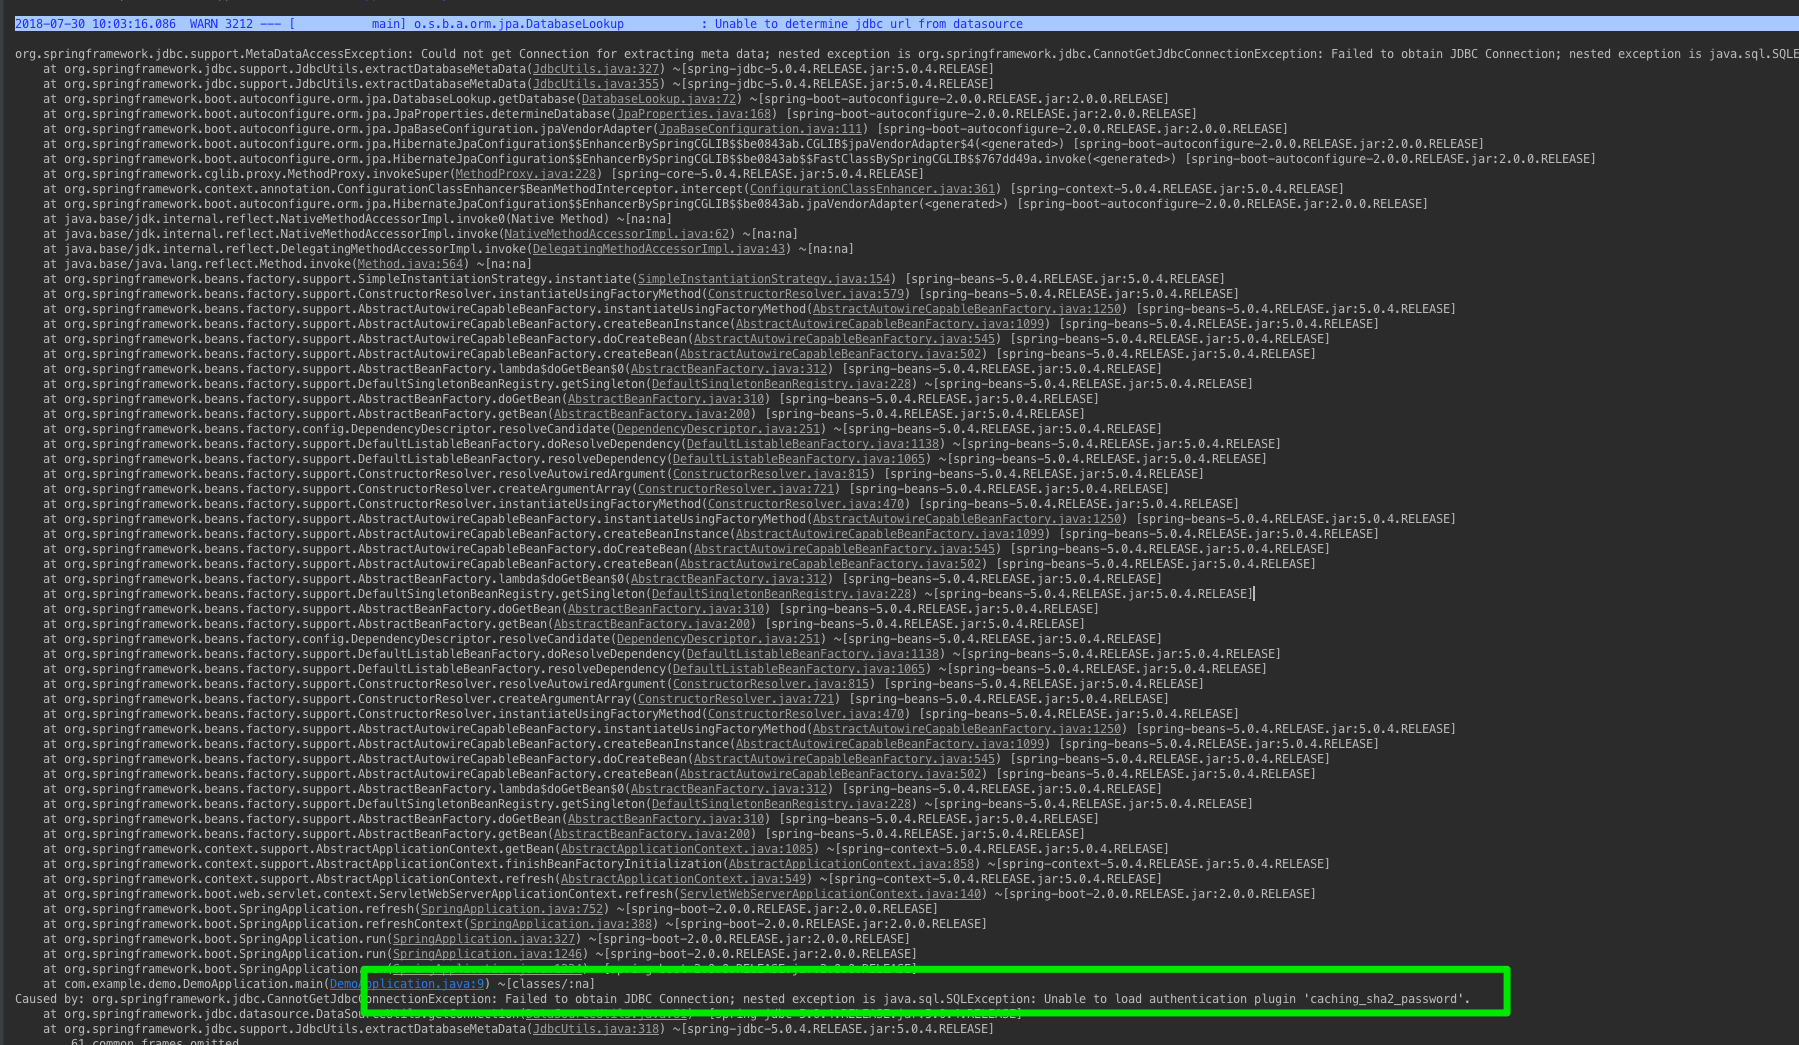 2018-07-30 10:03:16.086  WARN 3212 --- [           main] o.s.b.a.orm.jpa.DatabaseLookup           : Unable to determine jdbc url from datasource
org.springframework.jdbc.support.MetaDataAccessException: Could not get Connection for extracting meta data; nested exception is org.springframework.jdbc.CannotGetJdbcConnectionException: Failed to obtain JDBC Connection; nested exception is java.sql.SQLE
at org.springframework.jdbc.support.JdbcUtils.extractDatabaseMetaData(JdbcUtils.java:327) ~[spring-jdbc-5.0.4.RELEASE.jar:5.0.4.RELEASE]
at org.springframework.jdbc.support.JdbcUtils.extractDatabaseMetaData(JdbcUtils.java:355) ~[spring-jdbc-5.0.4.RELEASE.jar:5.0.4.RELEASE]
at org.springframework.boot.autoconfigure.orm.jpa.DatabaseLookup.getDatabase(DatabaseLookup.java:72) ~[spring-boot-autoconfigure-2.0.0.RELEASE.jar:2.0.0.RELEASE]
at org.springframework.boot.autoconfigure.orm.jpa.JpaProperties.determineDatabase(JpaProperties.java:168) [spring-boot-autoconfigure-2.0.0.RELEASE.jar:2.0.0.RELEASE]
at org.springframework.boot.autoconfigure.orm.jpa.JpaBaseConfiguration.jpaVendorAdapter(JpaBaseConfiguration.java:111) [spring-boot-autoconfigure-2.0.0.RELEASE.jar:2.0.0.RELEASE]
at org.springframework.boot.autoconfigure.orm.jpa.HibernateJpaConfiguration$$EnhancerBySpringCGLIB$$be0843ab.CGLIB$jpaVendorAdapter$4(<generated>) [spring-boot-autoconfigure-2.0.0.RELEASE.jar:2.0.0.RELEASE]
at org.springframework.boot.autoconfigure.orm.jpa.HibernateJpaConfiguration$$EnhancerBySpringCGLIB$$be0843ab$$FastClassBySpringCGLIB$$767dd49a.invoke(<generated>) [spring-boot-autoconfigure-2.0.0.RELEASE.jar:2.0.0.RELEASE]
at org.springframework.cglib.proxy.MethodProxy.invokeSuper(MethodProxy.java:228) [spring-core-5.0.4.RELEASE.jar:5.0.4.RELEASE]
at org.springframework.context.annotation.ConfigurationClassEnhancer$BeanMethodInterceptor.intercept(ConfigurationClassEnhancer.java:361) [spring-context-5.0.4.RELEASE.jar:5.0.4.RELEASE]
at org.springframework.boot.autoconfigure.orm.jpa.HibernateJpaConfiguration$$EnhancerBySpringCGLIB$$be0843ab.jpaVendorAdapter(<generated>) [spring-boot-autoconfigure-2.0.0.RELEASE.jar:2.0.0.RELEASE]
at java.base/jdk.internal.reflect.NativeMethodAccessorImpl.invoke0(Native Method) ~[na:na]
at java.base/jdk.internal.reflect.NativeMethodAccessorImpl.invoke(NativeMethodAccessorImpl.java:62) ~[na:na]
at java.base/jdk.internal.reflect.DelegatingMethodAccessorImpl.invoke(DelegatingMethodAccessorImpl.java:43) ~[na:na]
at java.base/java.lang.reflect.Method.invoke(Method.java:564) ~[na:na]
at org.springframework.beans.factory.support.SimpleInstantiationStrategy.instantiate(SimpleInstantiationStrategy.java:154) [spring-beans-5.0.4.RELEASE.jar:5.0.4.RELEASE]
at org.springframework.beans.factory.support.ConstructorResolver.instantiateUsingFactoryMethod(ConstructorResolver.java:579) [spring-beans-5.0.4.RELEASE.jar:5.0.4.RELEASE]
at org.springframework.beans.factory.support.AbstractAutowireCapableBeanFactory.instantiateUsingFactoryMethod(AbstractAutowireCapableBeanFactory.java:1250) [spring-beans-5.0.4.RELEASE.jar:5.0.4.RELEASE]
at org.springframework.beans.factory.support.AbstractAutowireCapableBeanFactory.createBeanInstance(AbstractAutowireCapableBeanFactory.java:1099) [spring-beans-5.0.4.RELEASE.jar:5.0.4.RELEASE]
at org.springframework.beans.factory.support.AbstractAutowireCapableBeanFactory.doCreateBean(AbstractAutowireCapableBeanFactory.java:545) [spring-beans-5.0.4.RELEASE.jar:5.0.4.RELEASE]
at org.springframework.beans.factory.support.AbstractAutowireCapableBeanFactory.createBean(AbstractAutowireCapableBeanFactory.java:502) [spring-beans-5.0.4.RELEASE.jar:5.0.4.RELEASE]
at org.springframework.beans.factory.support.AbstractBeanFactory.lambda$doGetBean$0(AbstractBeanFactory.java:312) [spring-beans-5.0.4.RELEASE.jar:5.0.4.RELEASE]
at org.springframework.beans.factory.support.DefaultSingletonBeanRegistry.getSingleton(DefaultSingletonBeanRegistry.java:228) ~[spring-beans-5.0.4.RELEASE.jar:5.0.4.RELEASE]
at org.springframework.beans.factory.support.AbstractBeanFactory.doGetBean(AbstractBeanFactory.java:310) [spring-beans-5.0.4.RELEASE.jar:5.0.4.RELEASE]
at org.springframework.beans.factory.support.AbstractBeanFactory.getBean(AbstractBeanFactory.java:200) [spring-beans-5.0.4.RELEASE.jar:5.0.4.RELEASE]
at org.springframework.beans.factory.config.DependencyDescriptor.resolveCandidate(DependencyDescriptor.java:251) ~[spring-beans-5.0.4.RELEASE.jar:5.0.4.RELEASE]
at org.springframework.beans.factory.support.DefaultListableBeanFactory.doResolveDependency(DefaultListableBeanFactory.java:1138) ~[spring-beans-5.0.4.RELEASE.jar:5.0.4.RELEASE]
at org.springframework.beans.factory.support.DefaultListableBeanFactory.resolveDependency(DefaultListableBeanFactory.java:1065) ~[spring-beans-5.0.4.RELEASE.jar:5.0.4.RELEASE]
at org.springframework.beans.factory.support.ConstructorResolver.resolveAutowiredArgument(ConstructorResolver.java:815) [spring-beans-5.0.4.RELEASE.jar:5.0.4.RELEASE]
at org.springframework.beans.factory.support.ConstructorResolver.createArgumentArray(ConstructorResolver.java:721) [spring-beans-5.0.4.RELEASE.jar:5.0.4.RELEASE]
at org.springframework.beans.factory.support.ConstructorResolver.instantiateUsingFactoryMethod(ConstructorResolver.java:470) [spring-beans-5.0.4.RELEASE.jar:5.0.4.RELEASE]
at org.springframework.beans.factory.support.AbstractAutowireCapableBeanFactory.instantiateUsingFactoryMethod(AbstractAutowireCapableBeanFactory.java:1250) [spring-beans-5.0.4.RELEASE.jar:5.0.4.RELEASE]
at org.springframework.beans.factory.support.AbstractAutowireCapableBeanFactory.createBeanInstance(AbstractAutowireCapableBeanFactory.java:1099) [spring-beans-5.0.4.RELEASE.jar:5.0.4.RELEASE]
at org.springframework.beans.factory.support.AbstractAutowireCapableBeanFactory.doCreateBean(AbstractAutowireCapableBeanFactory.java:545) [spring-beans-5.0.4.RELEASE.jar:5.0.4.RELEASE]
at org.springframework.beans.factory.support.AbstractAutowireCapableBeanFactory.createBean(AbstractAutowireCapableBeanFactory.java:502) [spring-beans-5.0.4.RELEASE.jar:5.0.4.RELEASE]
at org.springframework.beans.factory.support.AbstractBeanFactory.lambda$doGetBean$0(AbstractBeanFactory.java:312) [spring-beans-5.0.4.RELEASE.jar:5.0.4.RELEASE]
at org.springframework.beans.factory.support.DefaultSingletonBeanRegistry.getSingleton(DefaultSingletonBeanRegistry.java:228) ~[spring-beans-5.0.4.RELEASE.jar:5.0.4.RELEASE]
at org.springframework.beans.factory.support.AbstractBeanFactory.doGetBean(AbstractBeanFactory.java:310) [spring-beans-5.0.4.RELEASE.jar:5.0.4.RELEASE]
at org.springframework.beans.factory.support.AbstractBeanFactory.getBean(AbstractBeanFactory.java:200) [spring-beans-5.0.4.RELEASE.jar:5.0.4.RELEASE]
at org.springframework.beans.factory.config.DependencyDescriptor.resolveCandidate(DependencyDescriptor.java:251) ~[spring-beans-5.0.4.RELEASE.jar:5.0.4.RELEASE]
at org.springframework.beans.factory.support.DefaultListableBeanFactory.doResolveDependency(DefaultListableBeanFactory.java:1138) ~[spring-beans-5.0.4.RELEASE.jar:5.0.4.RELEASE]
at org.springframework.beans.factory.support.DefaultListableBeanFactory.resolveDependency(DefaultListableBeanFactory.java:1065) ~[spring-beans-5.0.4.RELEASE.jar:5.0.4.RELEASE]
at org.springframework.beans.factory.support.ConstructorResolver.resolveAutowiredArgument(ConstructorResolver.java:815) [spring-beans-5.0.4.RELEASE.jar:5.0.4.RELEASE]
at org.springframework.beans.factory.support.ConstructorResolver.createArgumentArray(ConstructorResolver.java:721) [spring-beans-5.0.4.RELEASE.jar:5.0.4.RELEASE]
at org.springframework.beans.factory.support.ConstructorResolver.instantiateUsingFactoryMethod(ConstructorResolver.java:470) [spring-beans-5.0.4.RELEASE.jar:5.0.4.RELEASE]
at org.springframework.beans.factory.support.AbstractAutowireCapableBeanFactory.instantiateUsingFactoryMethod(AbstractAutowireCapableBeanFactory.java:1250) [spring-beans-5.0.4.RELEASE.jar:5.0.4.RELEASE]
at org.springframework.beans.factory.support.AbstractAutowireCapableBeanFactory.createBeanInstance(AbstractAutowireCapableBeanFactory.java:1099) [spring-beans-5.0.4.RELEASE.jar:5.0.4.RELEASE]
at org.springframework.beans.factory.support.AbstractAutowireCapableBeanFactory.doCreateBean(AbstractAutowireCapableBeanFactory.java:545) [spring-beans-5.0.4.RELEASE.jar:5.0.4.RELEASE]
at org.springframework.beans.factory.support.AbstractAutowireCapableBeanFactory.createBean(AbstractAutowireCapableBeanFactory.java:502) [spring-beans-5.0.4.RELEASE.jar:5.0.4.RELEASE]
at org.springframework.beans.factory.support.AbstractBeanFactory.lambda$doGetBean$0(AbstractBeanFactory.java:312) [spring-beans-5.0.4.RELEASE.jar:5.0.4.RELEASE]
at org.springframework.beans.factory.support.DefaultSingletonBeanRegistry.getSingleton(DefaultSingletonBeanRegistry.java:228) ~[spring-beans-5.0.4.RELEASE.jar:5.0.4.RELEASE]
at org.springframework.beans.factory.support.AbstractBeanFactory.doGetBean(AbstractBeanFactory.java:310) [spring-beans-5.0.4.RELEASE.jar:5.0.4.RELEASE]
at org.springframework.beans.factory.support.AbstractBeanFactory.getBean(AbstractBeanFactory.java:200) [spring-beans-5.0.4.RELEASE.jar:5.0.4.RELEASE]
at org.springframework.context.support.AbstractApplicationContext.getBean(AbstractApplicationContext.java:1085) ~[spring-context-5.0.4.RELEASE.jar:5.0.4.RELEASE]
at org.springframework.context.support.AbstractApplicationContext.finishBeanFactoryInitialization(AbstractApplicationContext.java:858) ~[spring-context-5.0.4.RELEASE.jar:5.0.4.RELEASE]
at org.springframework.context.support.AbstractApplicationContext.refresh(AbstractApplicationContext.java:549) ~[spring-context-5.0.4.RELEASE.jar:5.0.4.RELEASE]
at org.springframework.boot.web.servlet.context.ServletWebServerApplicationContext.refresh(ServletWebServerApplicationContext.java:140) ~[spring-boot-2.0.0.RELEASE.jar:2.0.0.RELEASE]
at org.springframework.boot.SpringApplication.refresh(SpringApplication.java:752) ~[spring-boot-2.0.0.RELEASE.jar:2.0.0.RELEASE]
at org.springframework.boot.SpringApplication.refreshContext(SpringApplication.java:388) ~[spring-boot-2.0.0.RELEASE.jar:2.0.0.RELEASE]
at org.springframework.boot.SpringApplication.run(SpringApplication.java:327) ~[spring-boot-2.0.0.RELEASE.jar:2.0.0.RELEASE]
at org.springframework.boot.SpringApplication.run(SpringApplication.java:1246) ~[spring-boot-2.0.0.RELEASE.jar:2.0.0.RELEASE]
at org.springframework.boot.SpringApplication.
at com.example.demo.DemoApplication.main(DemoApplication.java:9) ~[classes/:na]
Caused by: org.springframework.jdbc.CannotGetJdbcConnectionException: Failed to obtain JDBC Connection; nested exception is java.sql.SQLException: Unable to load authentication plugin 'caching_sha2_password'.
at org.springframework.jdbc.datasource.DataSourceUtils.getConnection(
at org.springframework.jdbc.support.JdbcUtils.extractDatabaseMetaData(JdbcUtils.java:318) ~[spring-jdbc-5.0.4.RELEASE.jar:5.0.4.RELEASE]
61 common frames omitted